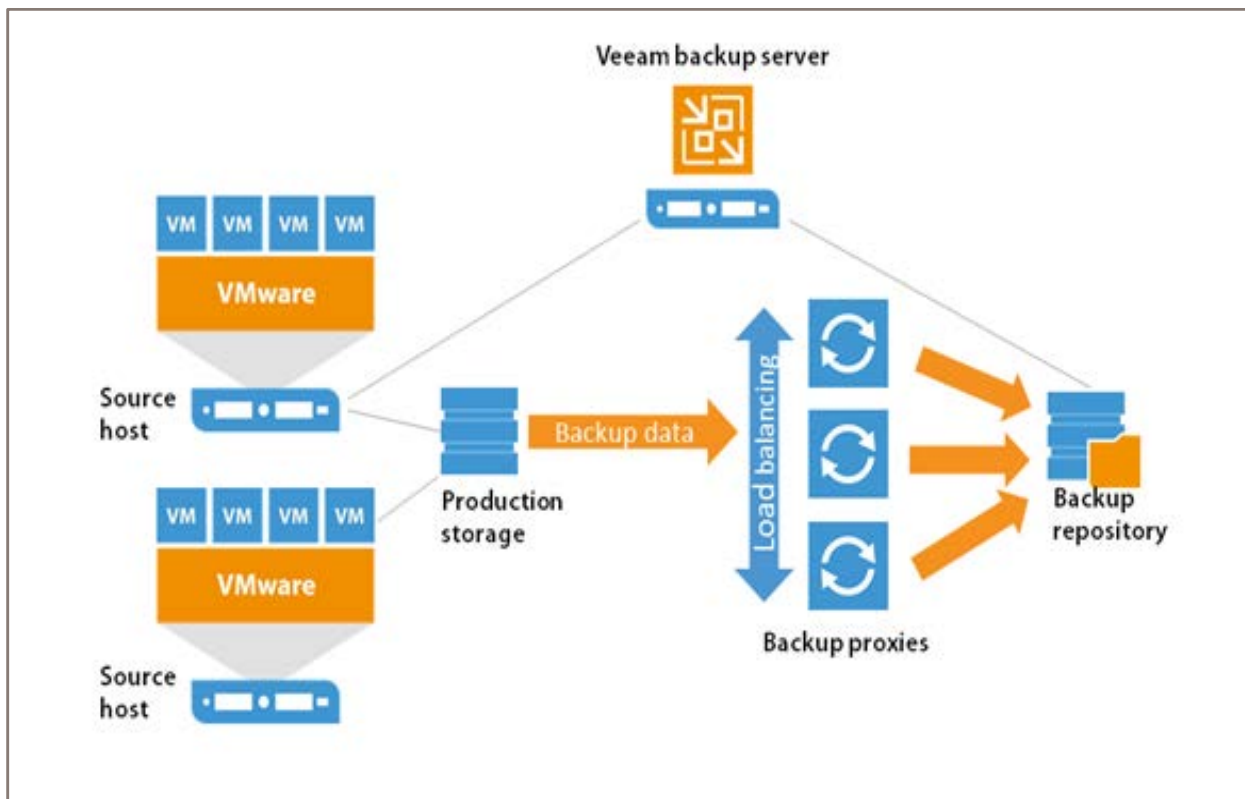 Veeam backup server
VM VM VM VM
VMware
Source
host
Production
storage
Backup data
Load balancing
Backup
repository
VM VM VM VM
VMware
Backup proxies
Source
host